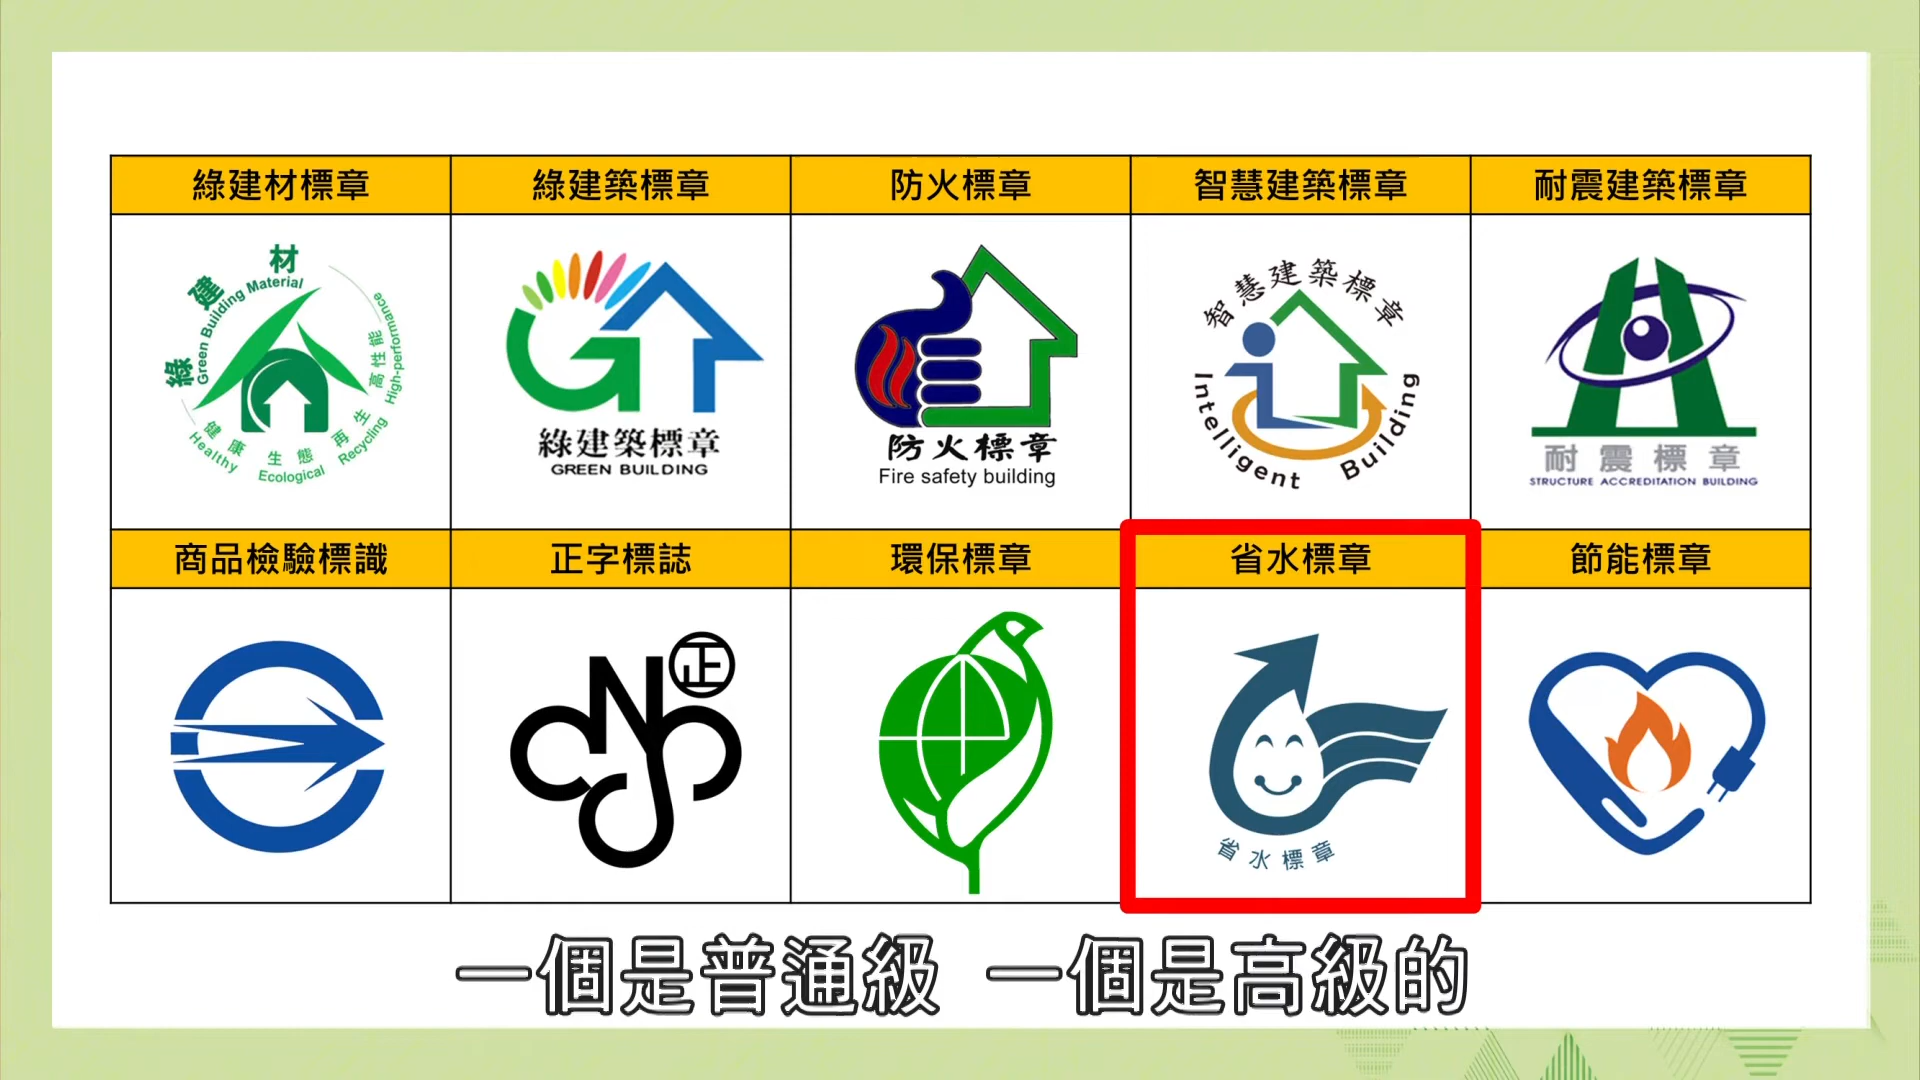 綠建材標章
綠建築標章
防火標章
智慧建築標章
耐震建築標章
綠建材
Green Building Material
健康 生態 再生 高性能
Healthy Ecological Recycling High-performance
綠建築標章
GREEN BUILDING
防火標章
Fire safety building
智慧建築標章
Intelligent Building
耐震標章
STRUCTURE ACCREDITATION BUILDING
商品檢驗標識
正字標誌
環保標章
省水標章
節能標章
正
省水標章
一個是普通級 一個是高級的